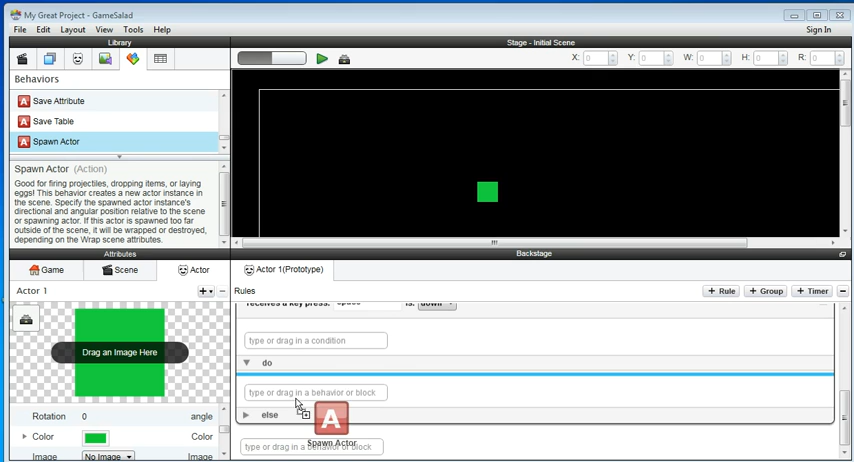 My Great Project - GameSalad
File Edit Layout View Tools Help Sign In
Library
Stage - Initial Scene
X: 0 Y: 0 W: 0 H: 0 R: 0
Behaviors
A Save Attribute
A Save Table
A Spawn Actor
Spawn Actor (Action)
Good for firing projectiles, dropping items, or laying
eggs! This behavior creates a new actor instance in
the scene. Specify the spawned actor instance's
directional and angular position relative to the scene
or spawning actor. If this actor is spawned too far
outside of the scene, it will be wrapped or destroyed,
depending on the Wrap scene attributes.
Attributes
Backstage
Game Scene Actor
Actor 1(Prototype)
Actor 1
Rules
+ Rule + Group + Timer
receives a key press: space is: down
type or drag in a condition
do
type or drag in a behavior or block
else
A
Spawn Actor
type or drag in a behavior or block
Drag an Image Here
Rotation 0 angle
Color Color
Image No Image Image